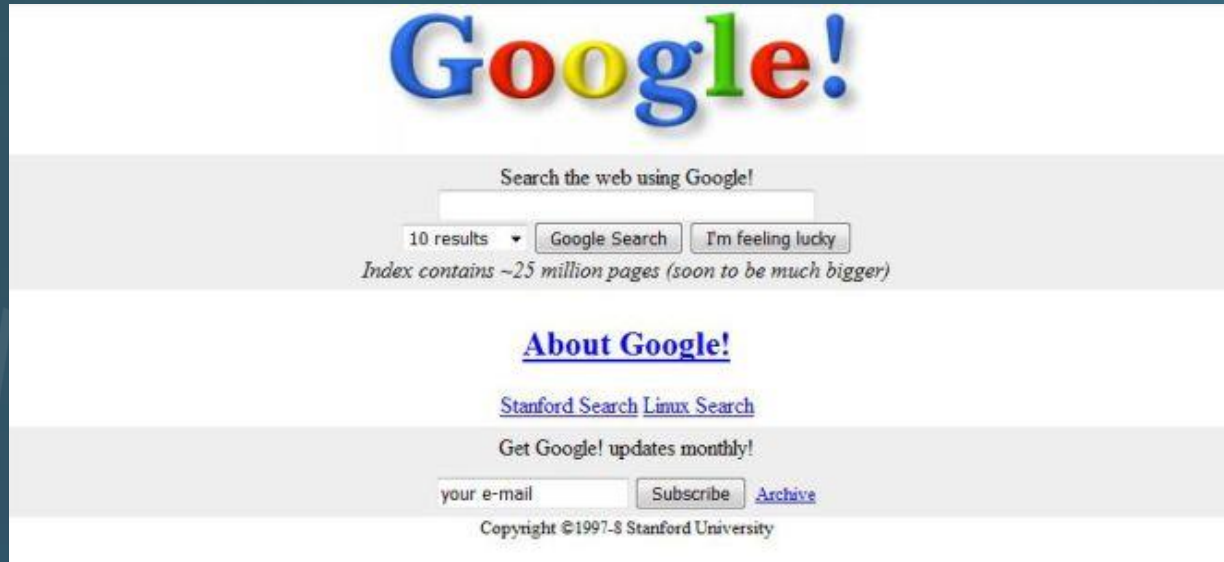 Google!
Search the web using Google!
10 results Google Search I'm feeling lucky
Index contains ~25 million pages (soon to be much bigger)
About Google!
Stanford Search Linux Search
Get Google! updates monthly!
your e-mail Subscribe Archive
Copyright ©1997-8 Stanford University